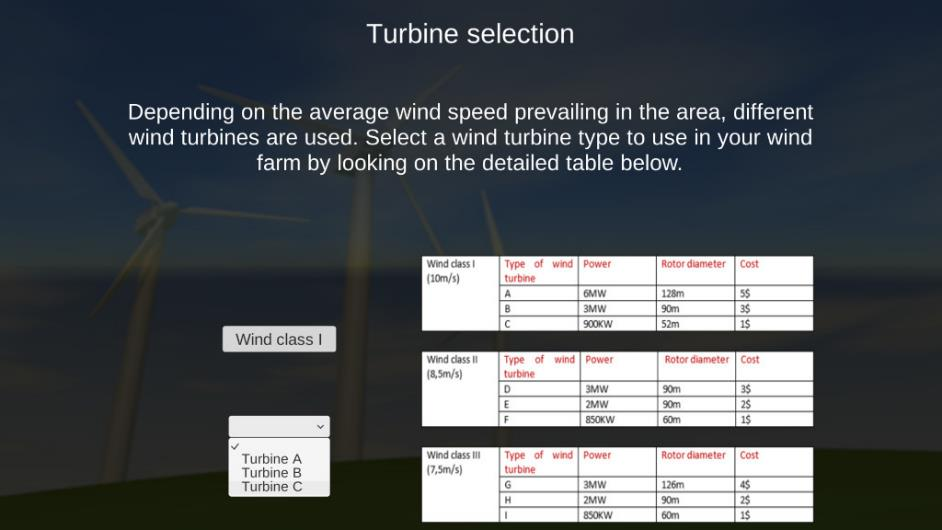 Turbine selection
Depending on the average wind speed prevailing in the area, different
wind turbines are used. Select a wind turbine type to use in your wind
farm by looking on the detailed table below.
Wind class I
Turbine A
Turbine B
Turbine C
Wind class I (10m/s) Type of wind turbine Power Rotor diameter Cost
A 6MW 128m 5$
B 3MW 90m 3$
C 900KW 52m 1$
Wind class II (8,5m/s) Type of wind turbine Power Rotor diameter Cost
D 3MW 90m 3$
E 2MW 90m 2$
F 850KW 60m 1$
Wind class III (7,5m/s) Type of wind turbine Power Rotor diameter Cost
G 3MW 126m 4$
H 2MW 90m 2$
I 850KW 60m 1$